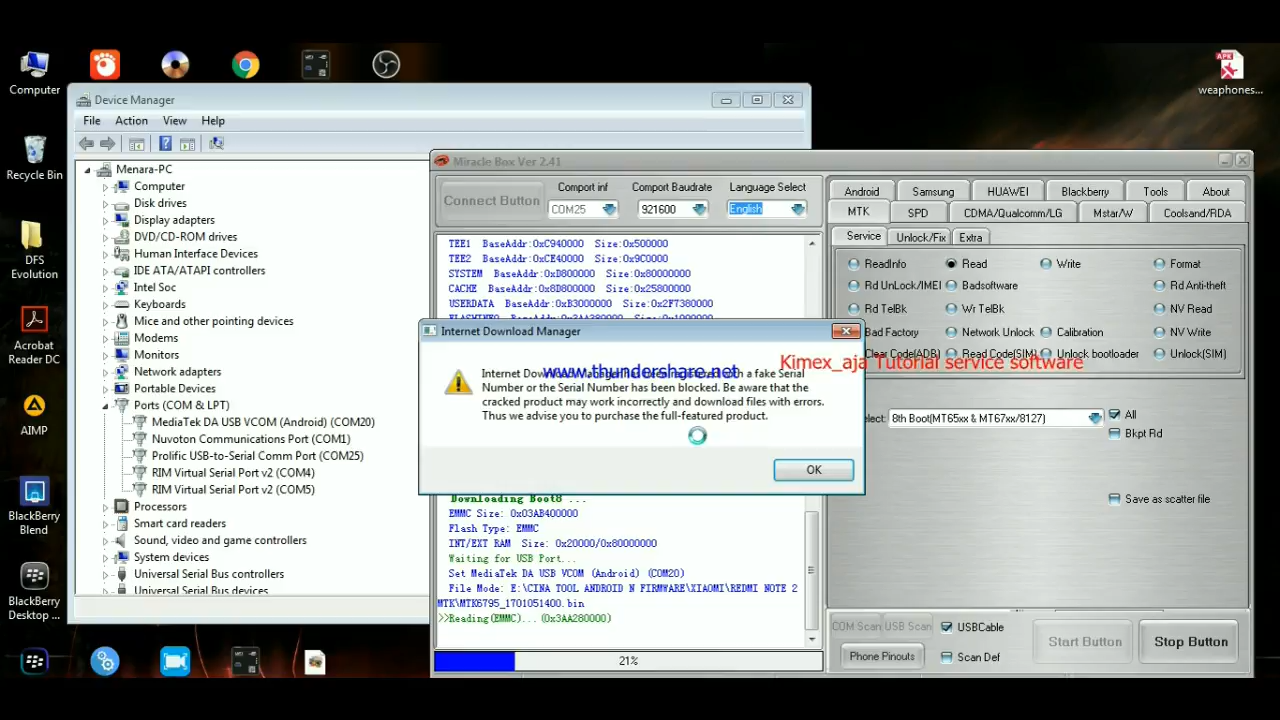 Computer
Recycle Bin
DFS
Evolution
Acrobat
Reader DC
AIMP
BlackBerry
Blend
BlackBerry
Desktop ...
weaphones...
Device Manager
File Action View Help
Menara-PC
Computer
Disk drives
Display adapters
DVD/CD-ROM drives
Human Interface Devices
IDE ATA/ATAPI controllers
Intel Soc
Keyboards
Mice and other pointing devices
Modems
Monitors
Network adapters
Portable Devices
Ports (COM & LPT)
MediaTek DA USB VCOM (Android) (COM20)
Nuvoton Communications Port (COM1)
Prolific USB-to-Serial Comm Port (COM25)
RIM Virtual Serial Port v2 (COM4)
RIM Virtual Serial Port v2 (COM5)
Processors
Smart card readers
Sound, video and game controllers
System devices
Universal Serial Bus controllers
Universal Serial Bus devices
Miracle Box Ver 2.41
Connect Button
Comport inf Comport Baudrate Language Select
COM25 921600 English
TEE1 BaseAddr:0xC940000 Size:0x500000
TEE2 BaseAddr:0xCE40000 Size:0x9C0000
SYSTEM BaseAddr:0xD800000 Size:0x80000000
CACHE BaseAddr:0x8D800000 Size:0x25800000
USERDATA BaseAddr:0xB3000000 Size:0x2F7380000
Internet Download Manager
www.thundershare.net
Kimex_aja Tutorial service software
Number or the Serial Number has been blocked. Be aware that the
cracked product may work incorrectly and download files with errors.
Thus we advise you to purchase the full-featured product.
OK
Downloading Boot8 ...
EMMC Size: 0x03AB400000
Flash Type: EMMC
INT/EXT RAM Size: 0x20000/0x80000000
Waiting for USB Port...
Set MediaTek DA USB VCOM (Android) (COM20)
File Mode: E:\CINA TOOL ANDROID N FIRMWARE\XIAOMI\REDMI NOTE 2
MTK\MTK6795_1701051400.bin
>>Reading(EMMC)... (0x3AA280000)
21%
Android Samsung HUAWEI Blackberry Tools About
MTK SPD CDMA/Qualcomm/LG Mstar/W Coolsand/RDA
Service Unlock/Fix Extra
ReadInfo Read Write Format
Rd UnLock/IMEI Badsoftware Rd Anti-theft
Rd TelBk Wr TelBk NV Read
Bad Factory Network Unlock Calibration NV Write
Clear Code(ADB) Read Code(SIM) Unlock bootloader Unlock(SIM)
8th Boot(MT65xx & MT67xx/8127) All
Bkpt Rd
Save as scatter file
COM Scan USB Scan USBCable
Phone Pinouts Scan Def
Start Button Stop Button